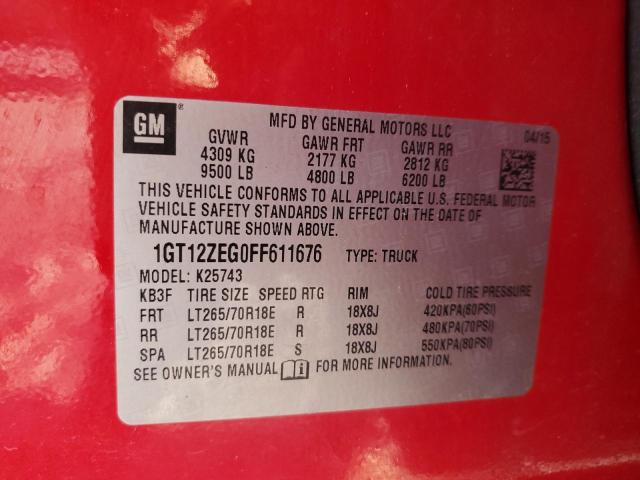 GM ®
MFD BY GENERAL MOTORS LLC 04/15
GVWR GAWR FRT GAWR RR
4309 KG 2177 KG 2812 KG
9500 LB 4800 LB 6200 LB
THIS VEHICLE CONFORMS TO ALL APPLICABLE U.S. FEDERAL MOTOR
VEHICLE SAFETY STANDARDS IN EFFECT ON THE DATE OF
MANUFACTURE SHOWN ABOVE.
1GT12ZEG0FF611676 TYPE: TRUCK
MODEL: K25743
KB3F TIRE SIZE SPEED RTG RIM COLD TIRE PRESSURE
FRT LT265/70R18E R 18X8J 420KPA(60PSI)
RR LT265/70R18E R 18X8J 480KPA(70PSI)
SPA LT265/70R18E S 18X8J 550KPA(80PSI)
SEE OWNER'S MANUAL FOR MORE INFORMATION.